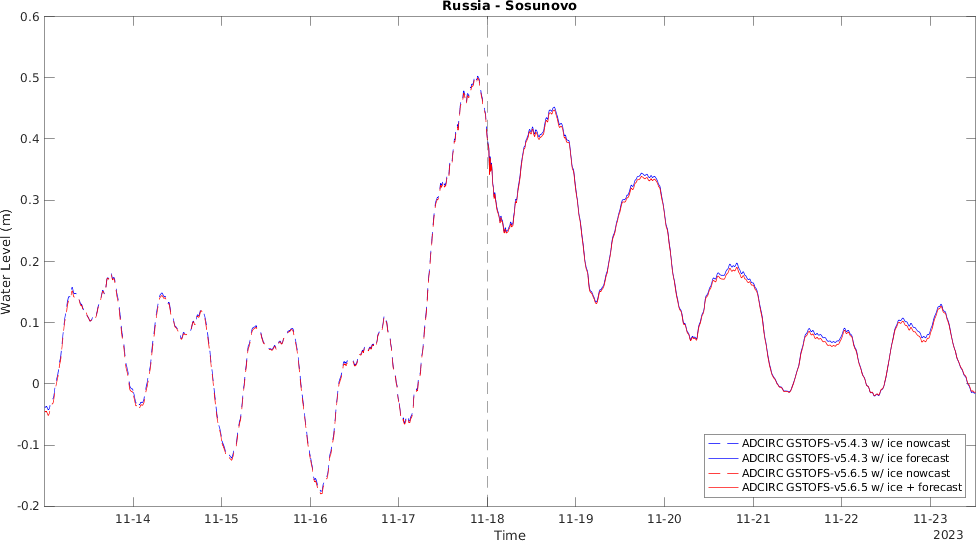 Russia - Sosunovo
0.6
0.5
0.4
0.3
0.2
0.1
0
-0.1
-0.2
Water Level (m)
ADCIRC GSTOFS-v5.4.3 w/ ice nowcast
ADCIRC GSTOFS-v5.4.3 w/ ice forecast
ADCIRC GSTOFS-v5.6.5 w/ ice nowcast
ADCIRC GSTOFS-v5.6.5 w/ ice + forecast
11-14 11-15 11-16 11-17 11-18 11-19 11-20 11-21 11-22 11-23
Time
2023